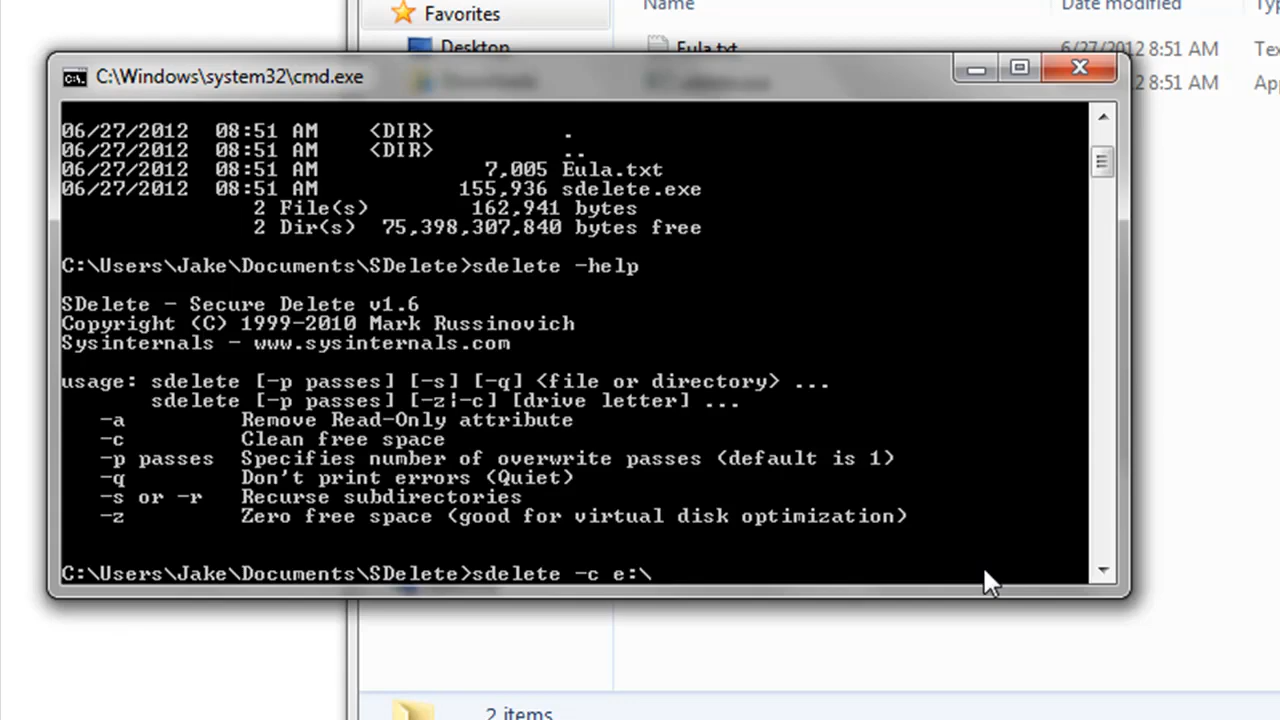 Favorites
Name
Date modified
Desktop
Eula.txt
6/27/2012 8:51 AM
C:\Windows\system32\cmd.exe
8:51 AM
06/27/2012  08:51 AM    <DIR>          .
06/27/2012  08:51 AM    <DIR>          ..
06/27/2012  08:51 AM             7,005 Eula.txt
06/27/2012  08:51 AM           155,936 sdelete.exe
2 File(s)        162,941 bytes
2 Dir(s)  75,398,307,840 bytes free
C:\Users\Jake\Documents\SDelete>sdelete -help
SDelete - Secure Delete v1.6
Copyright (C) 1999-2010 Mark Russinovich
Sysinternals - www.sysinternals.com
usage: sdelete [-p passes] [-s] [-q] <file or directory> ...
sdelete [-p passes] [-z|-c] [drive letter] ...
-a         Remove Read-Only attribute
-c         Clean free space
-p passes  Specifies number of overwrite passes (default is 1)
-q         Don't print errors (Quiet)
-s or -r   Recurse subdirectories
-z         Zero free space (good for virtual disk optimization)
C:\Users\Jake\Documents\SDelete>sdelete -c e:\
2 items